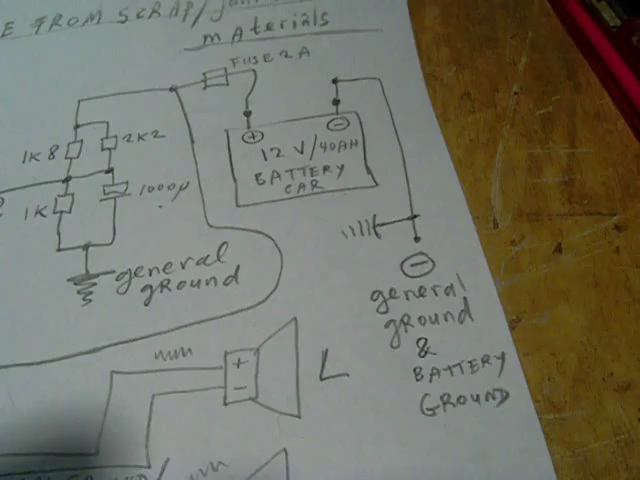 E FROM SCRAP/
materials
FUSE 2A
1K8
2K2
1K
1000µ
+
−
12 V/40AH
BATTERY
CAR
general
GROUND
−
general
GROUND
&
BATTERY
GROUND
+
−
L